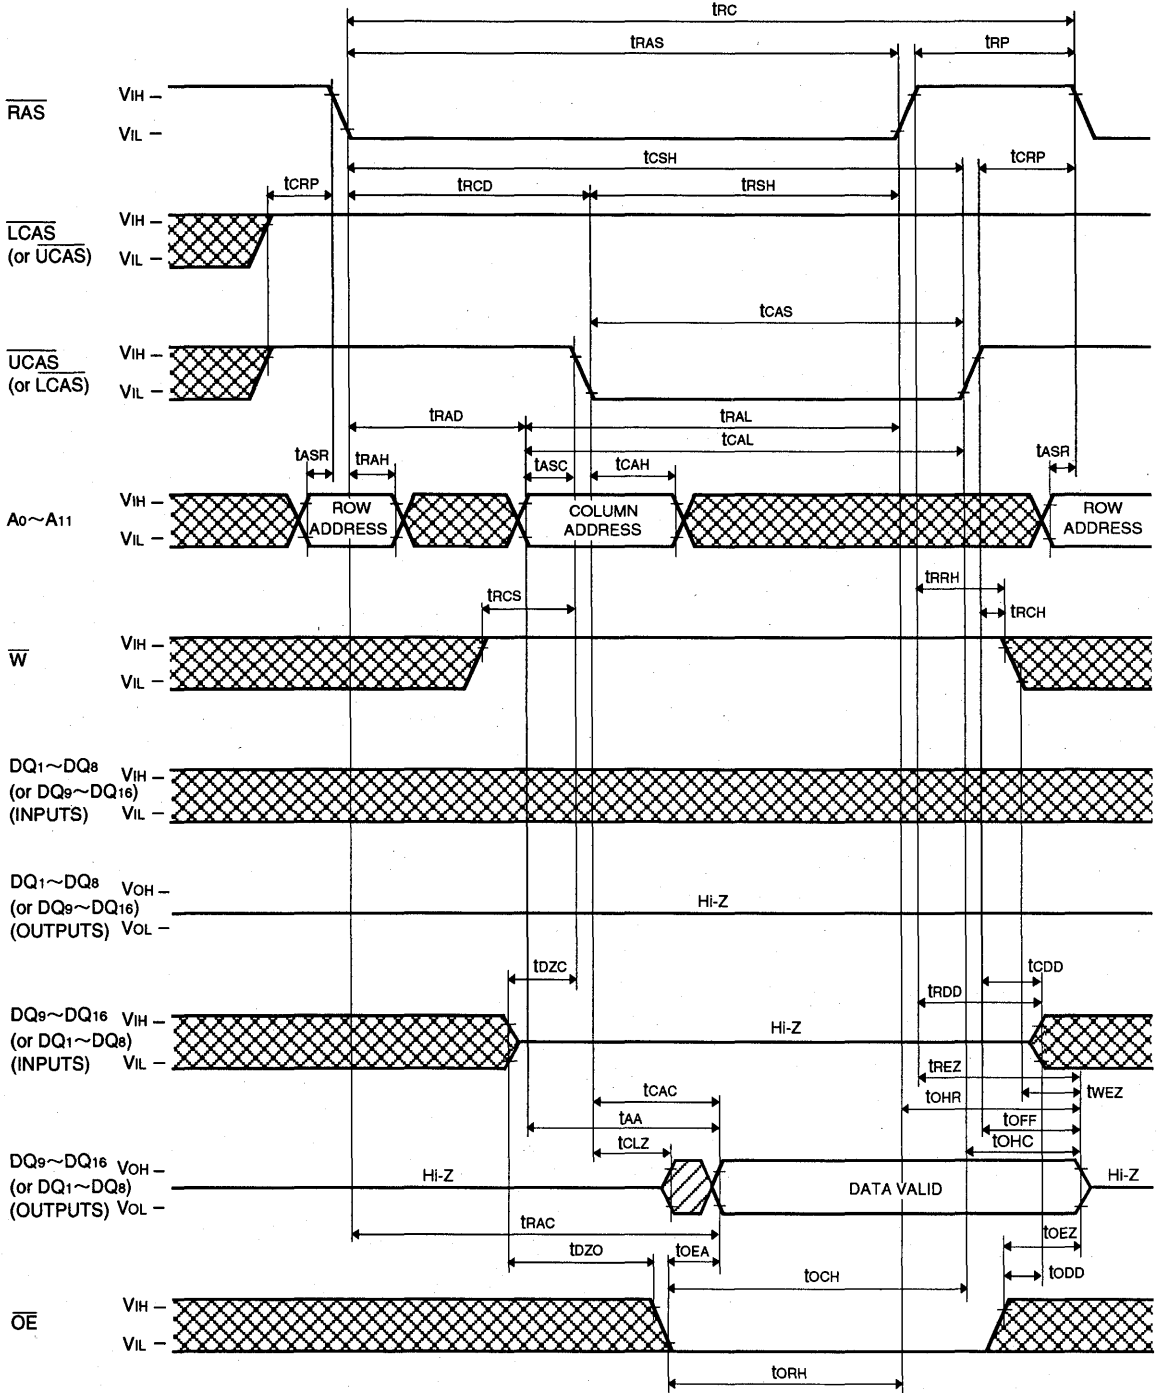 tRC
tRAS tRP
RAS VIH
VIL
tCSH tCRP
tCRP tRCD tRSH
LCAS VIH
(or UCAS) VIL
tCAS
UCAS VIH
(or LCAS) VIL
tRAD tRAL
tCAL
tASR tRAH tASC tCAH tASR
A0~A11 VIH ROW ADDRESS COLUMN ADDRESS ROW ADDRESS
VIL
tRRH
tRCS tRCH
W VIH
VIL
DQ1~DQ8 VIH
(or DQ9~DQ16)
(INPUTS) VIL
DQ1~DQ8 VOH
(or DQ9~DQ16) Hi-Z
(OUTPUTS) VOL
tDZC tCDD
tRDD
DQ9~DQ16 VIH
(or DQ1~DQ8) Hi-Z
(INPUTS) VIL
tREZ
tCAC tWEZ
tOHR
tAA tOFF
tCLZ tOHC
DQ9~DQ16 VOH
(or DQ1~DQ8) Hi-Z DATA VALID Hi-Z
(OUTPUTS) VOL
tRAC tOEZ
tDZO tOEA
tOCH tODD
OE VIH
VIL
tORH